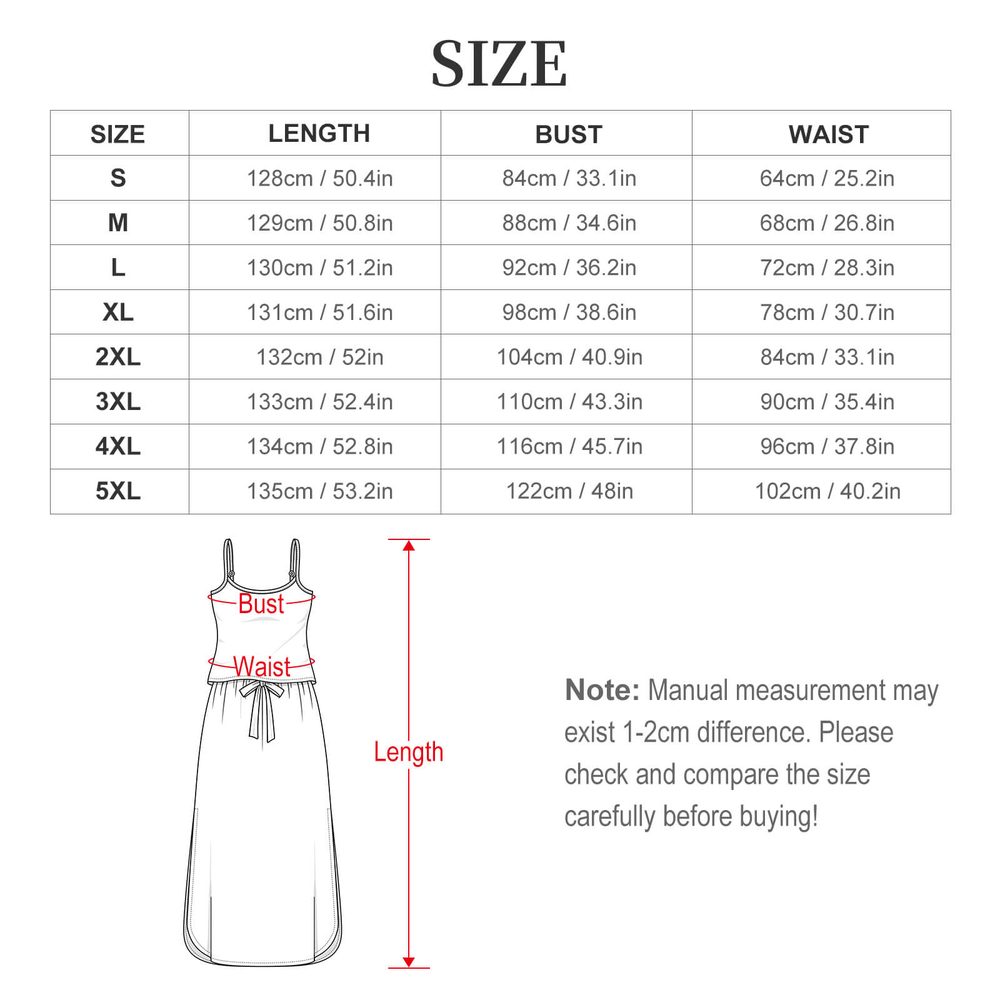 SIZE
SIZE LENGTH BUST WAIST
S 128cm / 50.4in 84cm / 33.1in 64cm / 25.2in
M 129cm / 50.8in 88cm / 34.6in 68cm / 26.8in
L 130cm / 51.2in 92cm / 36.2in 72cm / 28.3in
XL 131cm / 51.6in 98cm / 38.6in 78cm / 30.7in
2XL 132cm / 52in 104cm / 40.9in 84cm / 33.1in
3XL 133cm / 52.4in 110cm / 43.3in 90cm / 35.4in
4XL 134cm / 52.8in 116cm / 45.7in 96cm / 37.8in
5XL 135cm / 53.2in 122cm / 48in 102cm / 40.2in
Bust
Waist
Length
Note: Manual measurement may
exist 1-2cm difference. Please
check and compare the size
carefully before buying!